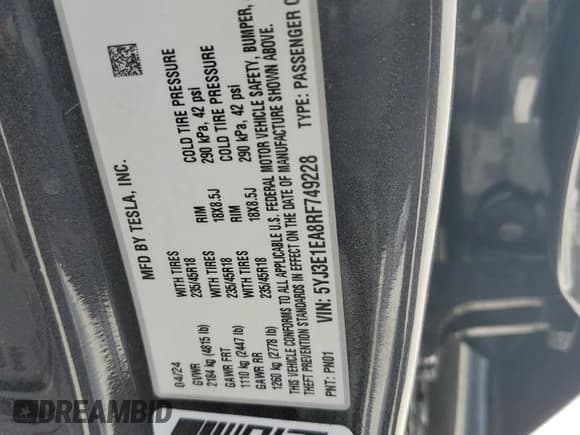 MFD BY TESLA, INC.
04/24
GVWR WITH TIRES RIM COLD TIRE PRESSURE
2184 kg (4815 lb) 235/45R18 18X8.5J 290 kPa, 42 psi
GAWR FRT WITH TIRES RIM COLD TIRE PRESSURE
1110 kg (2447 lb) 235/45R18 18X8.5J 290 kPa, 42 psi
GAWR RR WITH TIRES RIM COLD TIRE PRESSURE
1260 kg (2778 lb) 235/45R18 18X8.5J 290 kPa, 42 psi
THIS VEHICLE CONFORMS TO ALL APPLICABLE U.S. FEDERAL MOTOR VEHICLE SAFETY, BUMPER,
THEFT PREVENTION STANDARDS IN EFFECT ON THE DATE OF MANUFACTURE SHOWN ABOVE.
VIN: 5YJ3E1EA8RF749228 TYPE: PASSENGER
PNT: PN01
DREAMBID